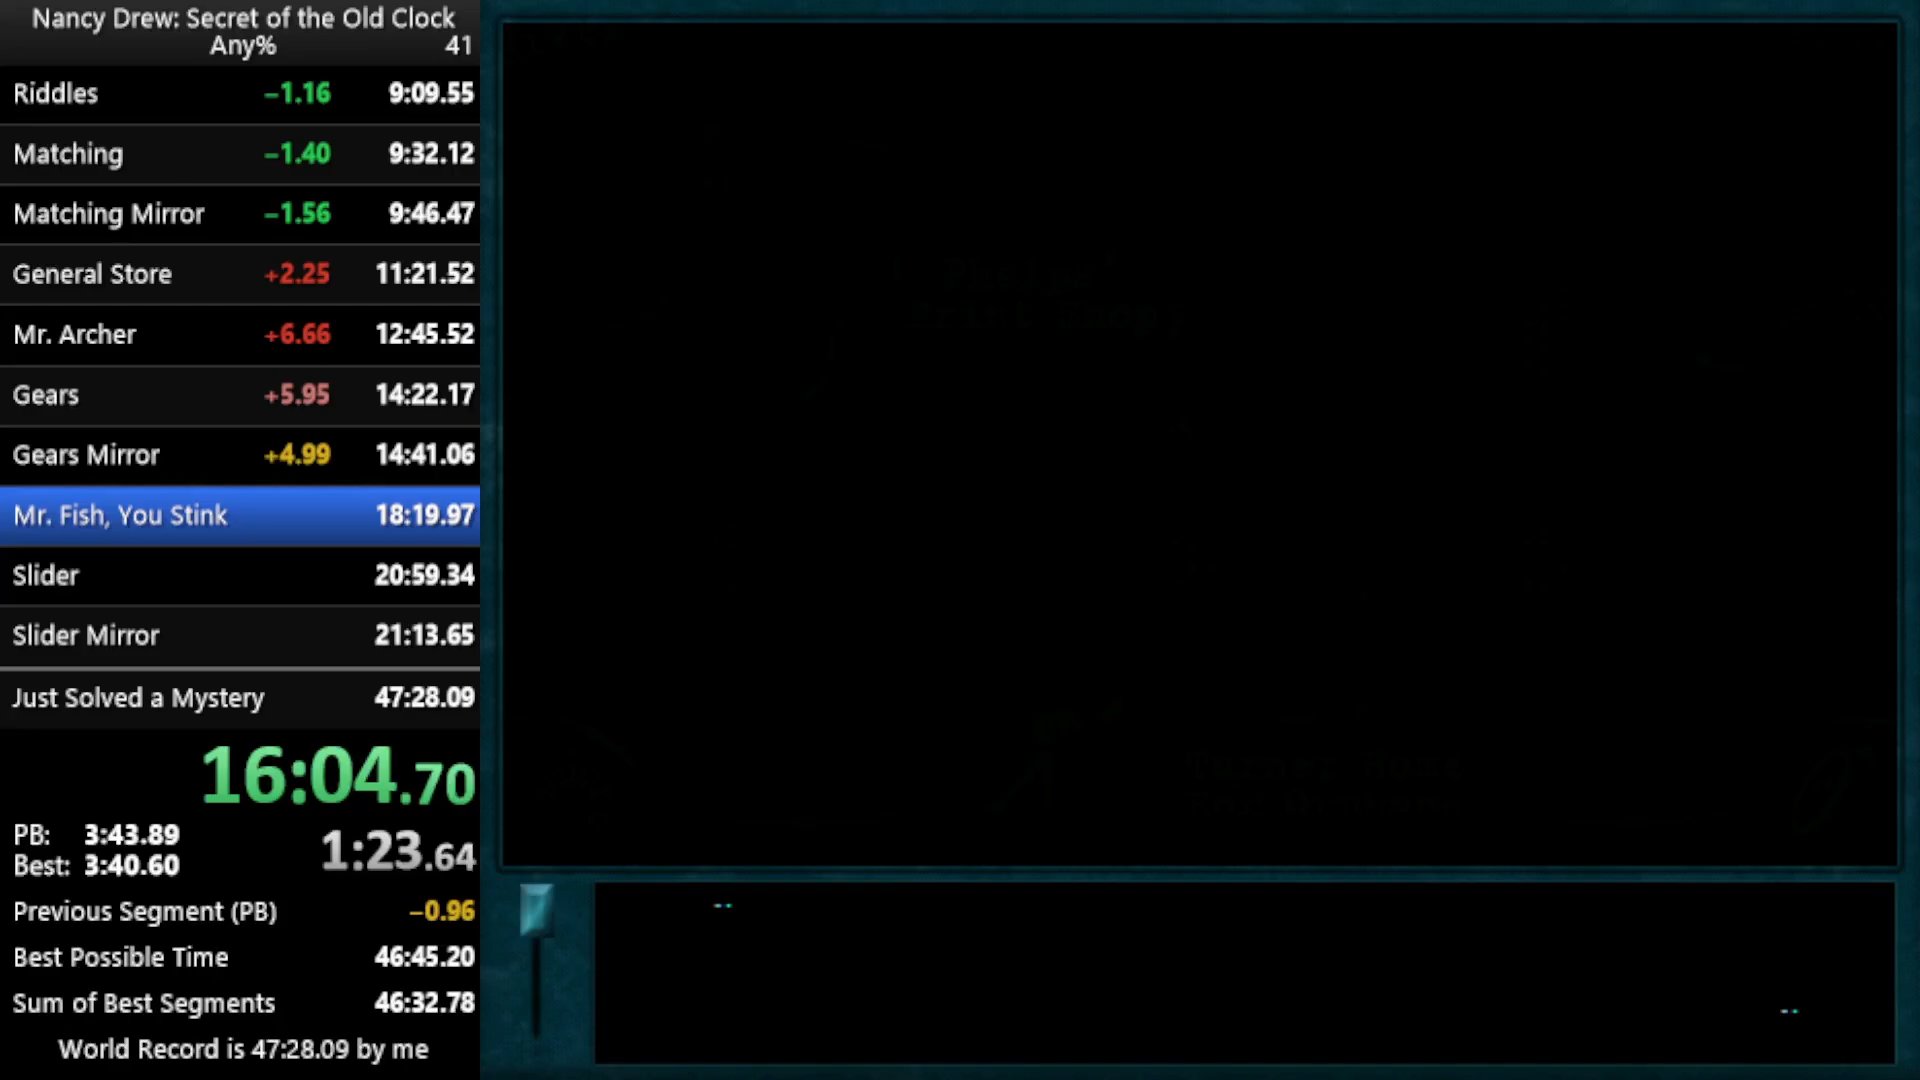 Nancy Drew: Secret of the Old Clock
Any% 41
Riddles −1.16 9:09.55
Matching −1.40 9:32.12
Matching Mirror −1.56 9:46.47
General Store +2.25 11:21.52
Mr. Archer +6.66 12:45.52
Gears +5.95 14:22.17
Gears Mirror +4.99 14:41.06
Mr. Fish, You Stink 18:19.97
Slider 20:59.34
Slider Mirror 21:13.65
Just Solved a Mystery 47:28.09
16:04.70
PB: 3:43.89 1:23.64
Best: 3:40.60
Previous Segment (PB) −0.96
Best Possible Time 46:45.20
Sum of Best Segments 46:32.78
World Record is 47:28.09 by me